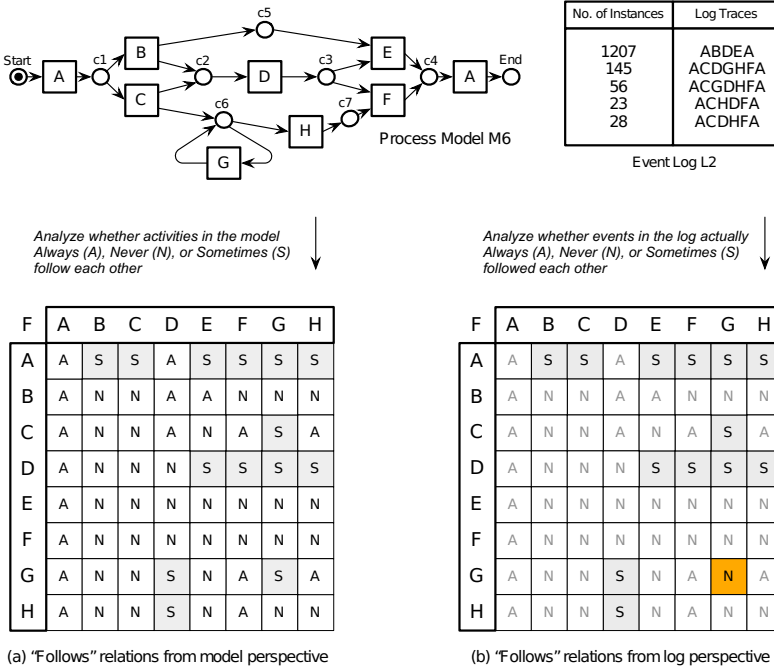 Start
A
c1
B
C
c2
c5
D
c3
c6
G
H
c7
E
F
c4
A
End
Process Model M6
No. of Instances Log Traces
1207 ABDEA
145 ACDGHFA
56 ACGDHFA
23 ACHDFA
28 ACDHFA
Event Log L2
Analyze whether activities in the model
Always (A), Never (N), or Sometimes (S)
follow each other
Analyze whether events in the log actually
Always (A), Never (N), or Sometimes (S)
followed each other
F A B C D E F G H
A A S S A S S S S
B A N N A A N N N
C A N N A N A S A
D A N N N S S S S
E A N N N N N N N
F A N N N N N N N
G A N N S N A S A
H A N N S N A N N
(a) “Follows” relations from model perspective
F A B C D E F G H
A A S S A S S S S
B A N N A A N N N
C A N N A N A S A
D A N N N S S S S
E A N N N N N N N
F A N N N N N N N
G A N N S N A N A
H A N N S N A N N
(b) “Follows” relations from log perspective